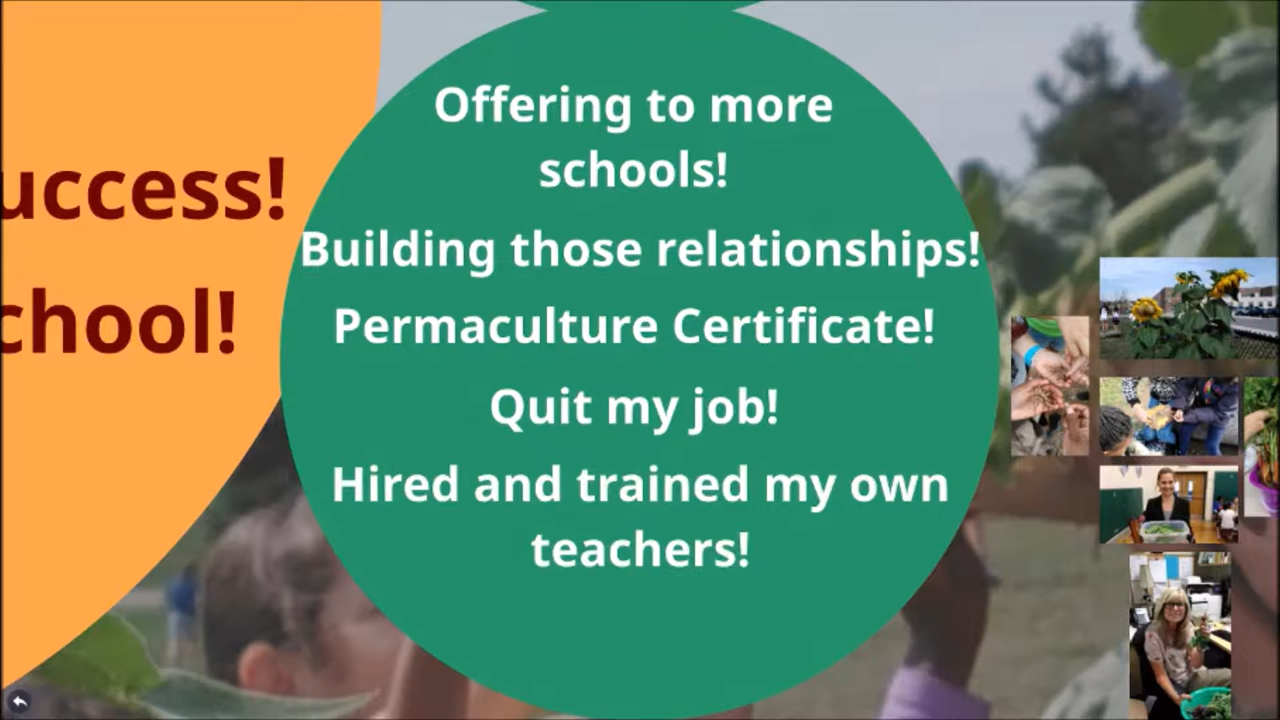 uccess!
chool!
Offering to more
schools!
Building those relationships!
Permaculture Certificate!
Quit my job!
Hired and trained my own
teachers!